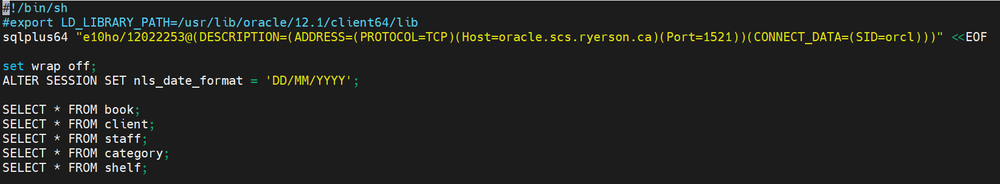 #!/bin/sh
#export LD_LIBRARY_PATH=/usr/lib/oracle/12.1/client64/lib
sqlplus64 "e10ho/12022253@(DESCRIPTION=(ADDRESS=(PROTOCOL=TCP)(Host=oracle.scs.ryerson.ca)(Port=1521))(CONNECT_DATA=(SID=orcl)))" <<EOF
set wrap off;
ALTER SESSION SET nls_date_format = 'DD/MM/YYYY';
SELECT * FROM book;
SELECT * FROM client;
SELECT * FROM staff;
SELECT * FROM category;
SELECT * FROM shelf;